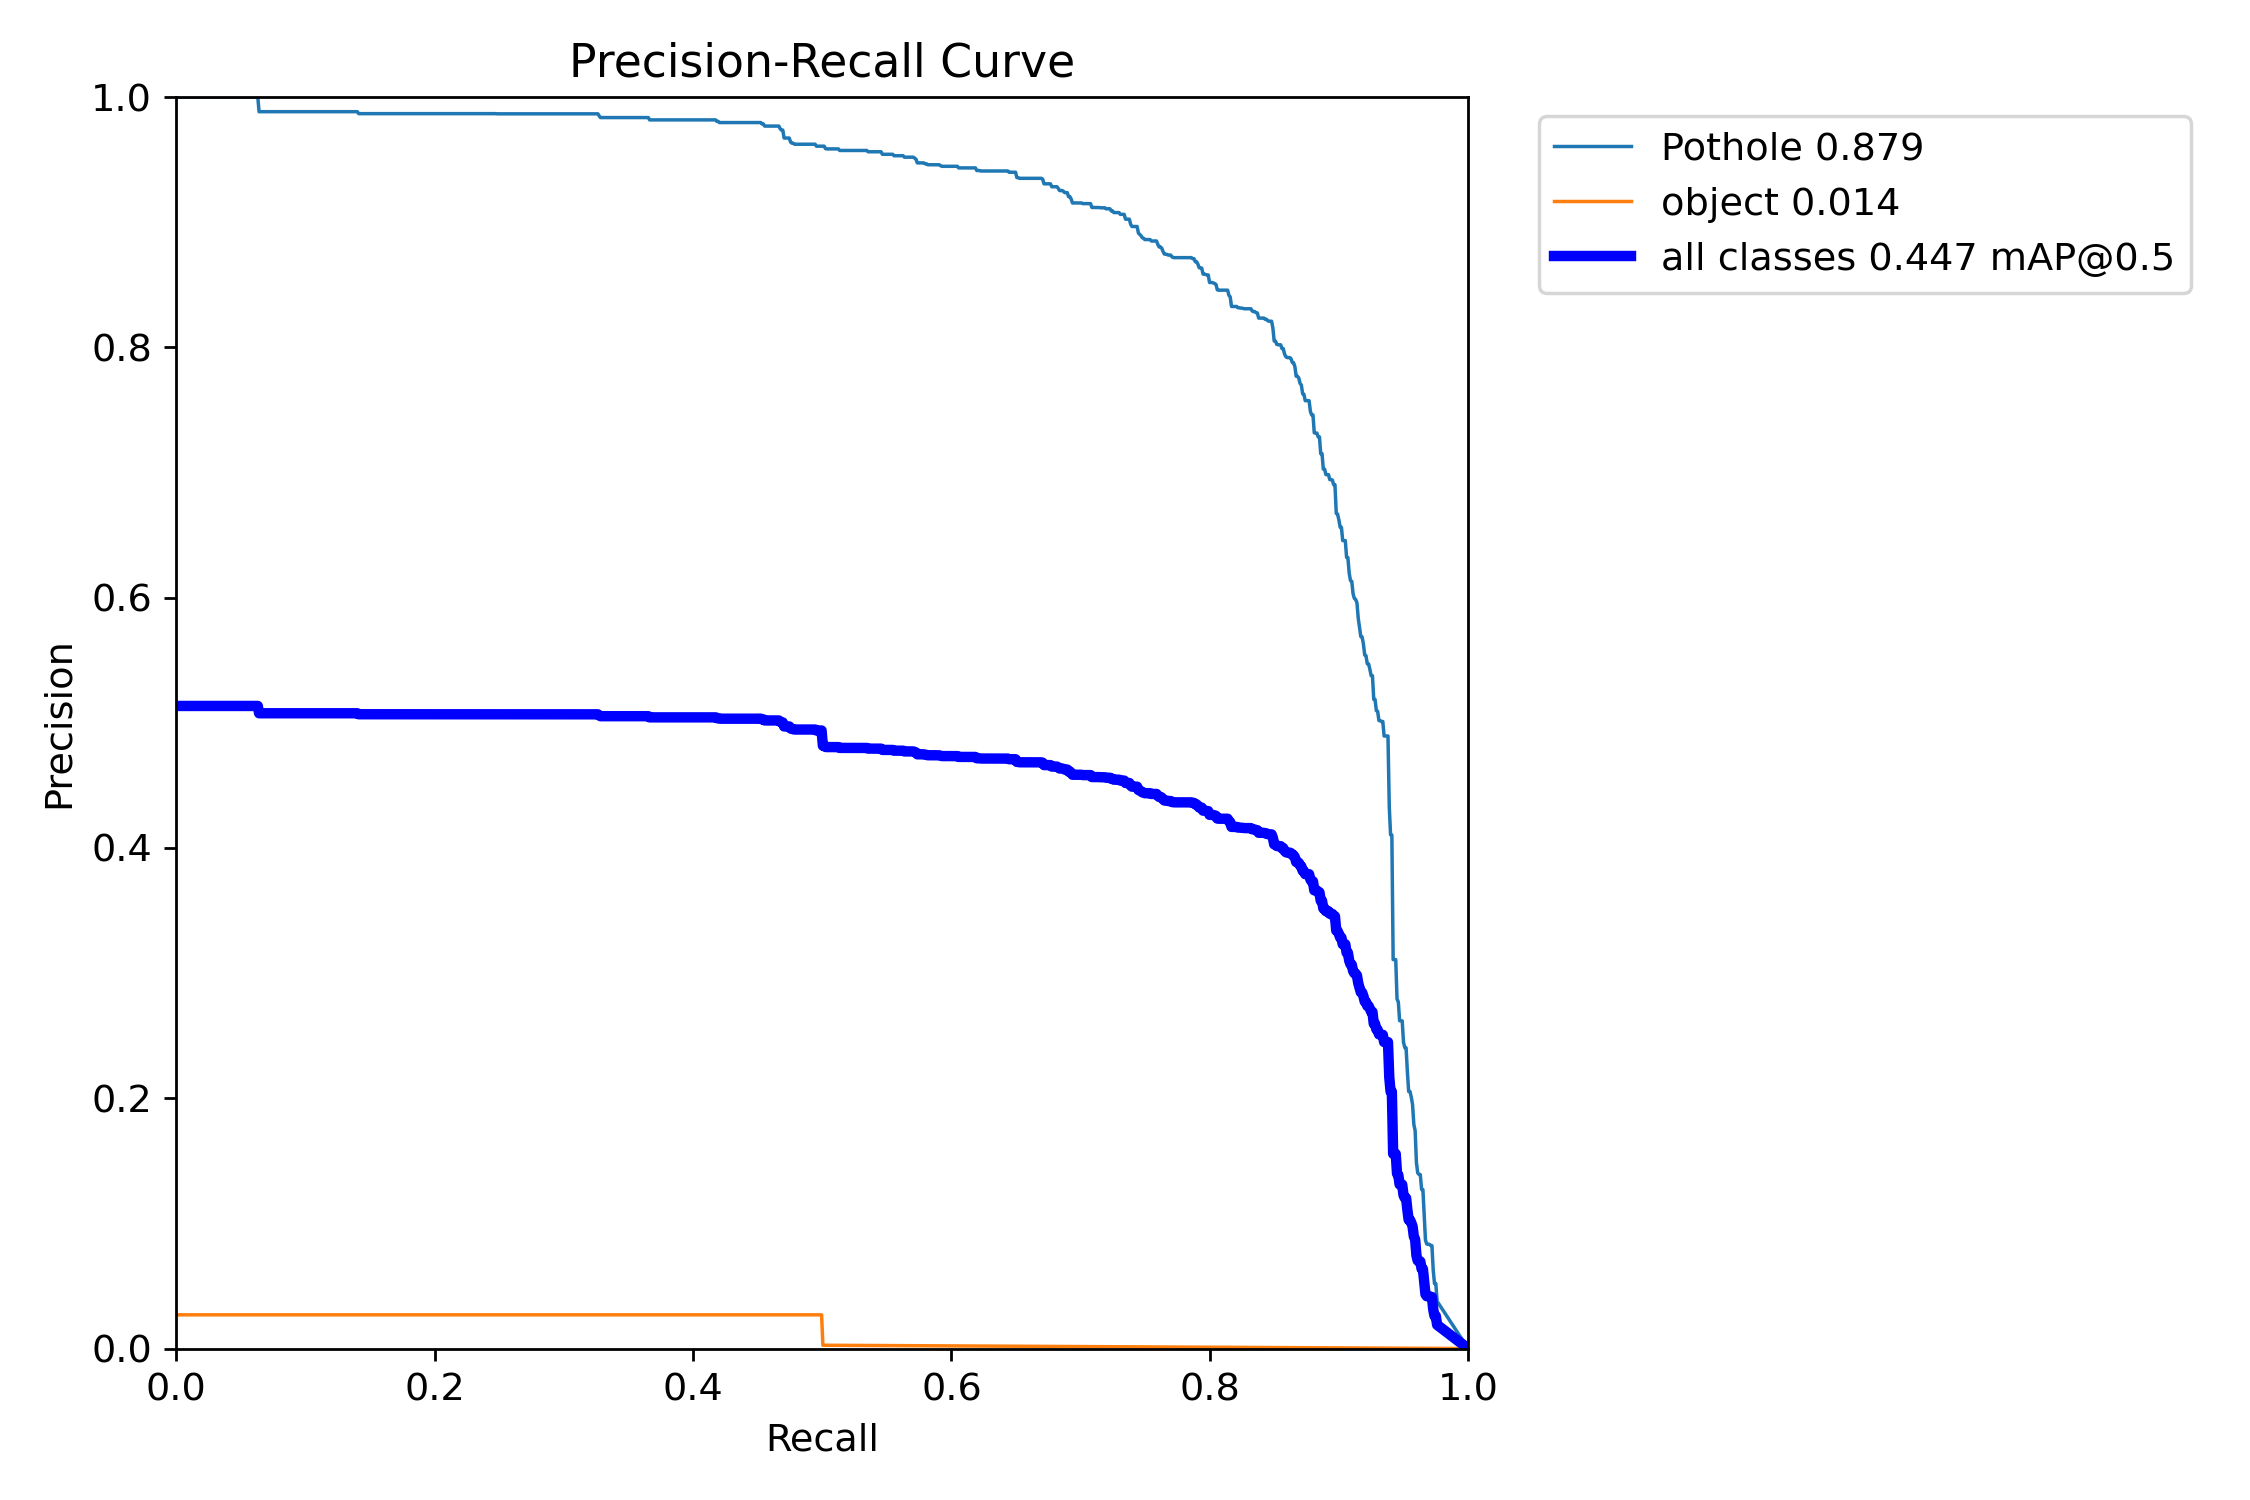 Precision-Recall Curve
1.0
0.8
0.6
0.4
0.2
0.0
Precision
0.0 0.2 0.4 0.6 0.8 1.0
Recall
Pothole 0.879
object 0.014
all classes 0.447 mAP@0.5